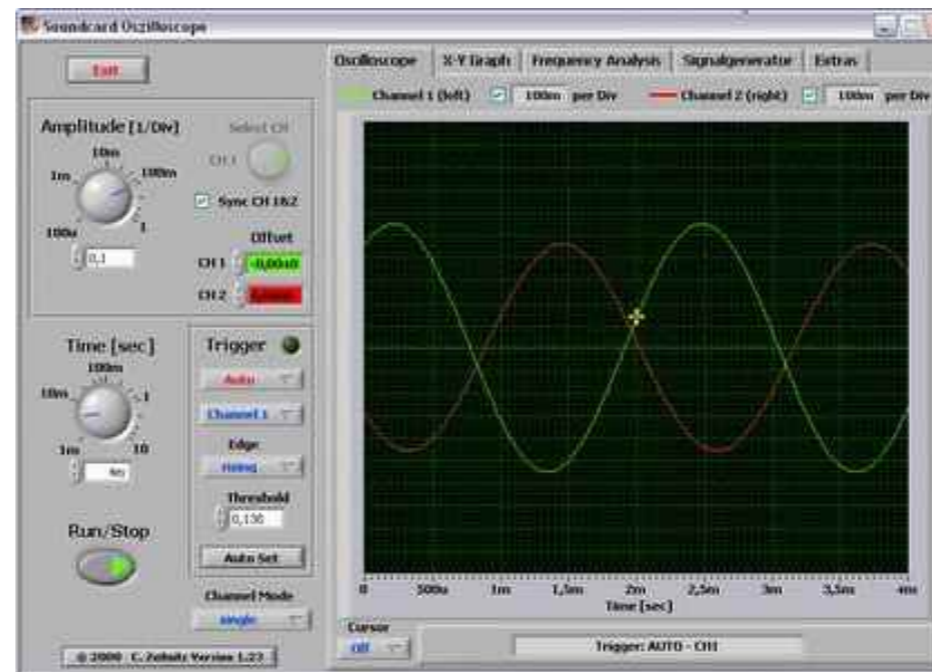 Soundcard Oszilloscope
Exit
Oscilloscope X-Y Graph Frequency Analysis Signalgenerator Extras
Channel 1 (left) 100m per Div Channel 2 (right) 100m per Div
Amplitude [1/Div]
Select CH
CH 1
10m
1m 100m
100u 1
0,1
Sync CH 1&2
Offset
CH 1
CH 2
Time [sec]
100m
10m 1
1m 10
4m
Run/Stop
Trigger
Auto
Channel 1
Edge
rising
Threshold
0,138
Auto Set
Channel Mode
single
0 500u 1m 1,5m 2m 2,5m 3m 3,5m 4m
Time [sec]
Cursor
Off
Trigger: AUTO - CH1
© 2008 C. Zeitnitz Version 1.23